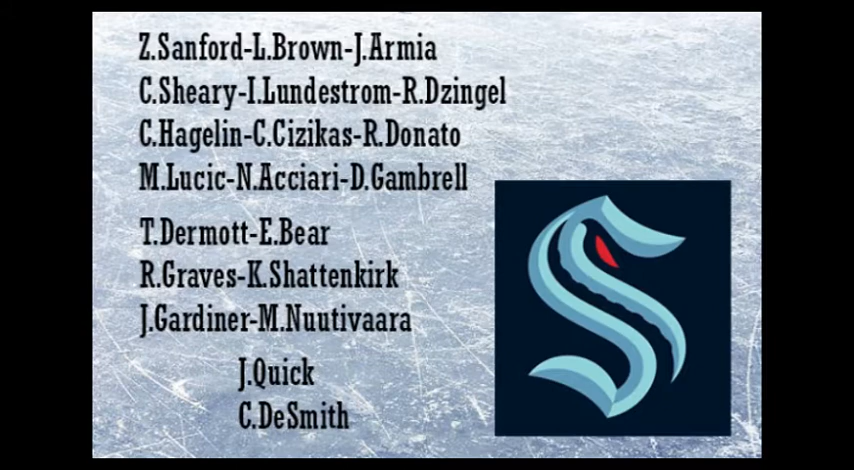 Z.Sanford-L.Brown-J.Armia
C.Sheary-I.Lundestrom-R.Dzingel
C.Hagelin-C.Cizikas-R.Donato
M.Lucic-N.Acciari-D.Gambrell
T.Dermott-E.Bear
R.Graves-K.Shattenkirk
J.Gardiner-M.Nuutivaara
J.Quick
C.DeSmith